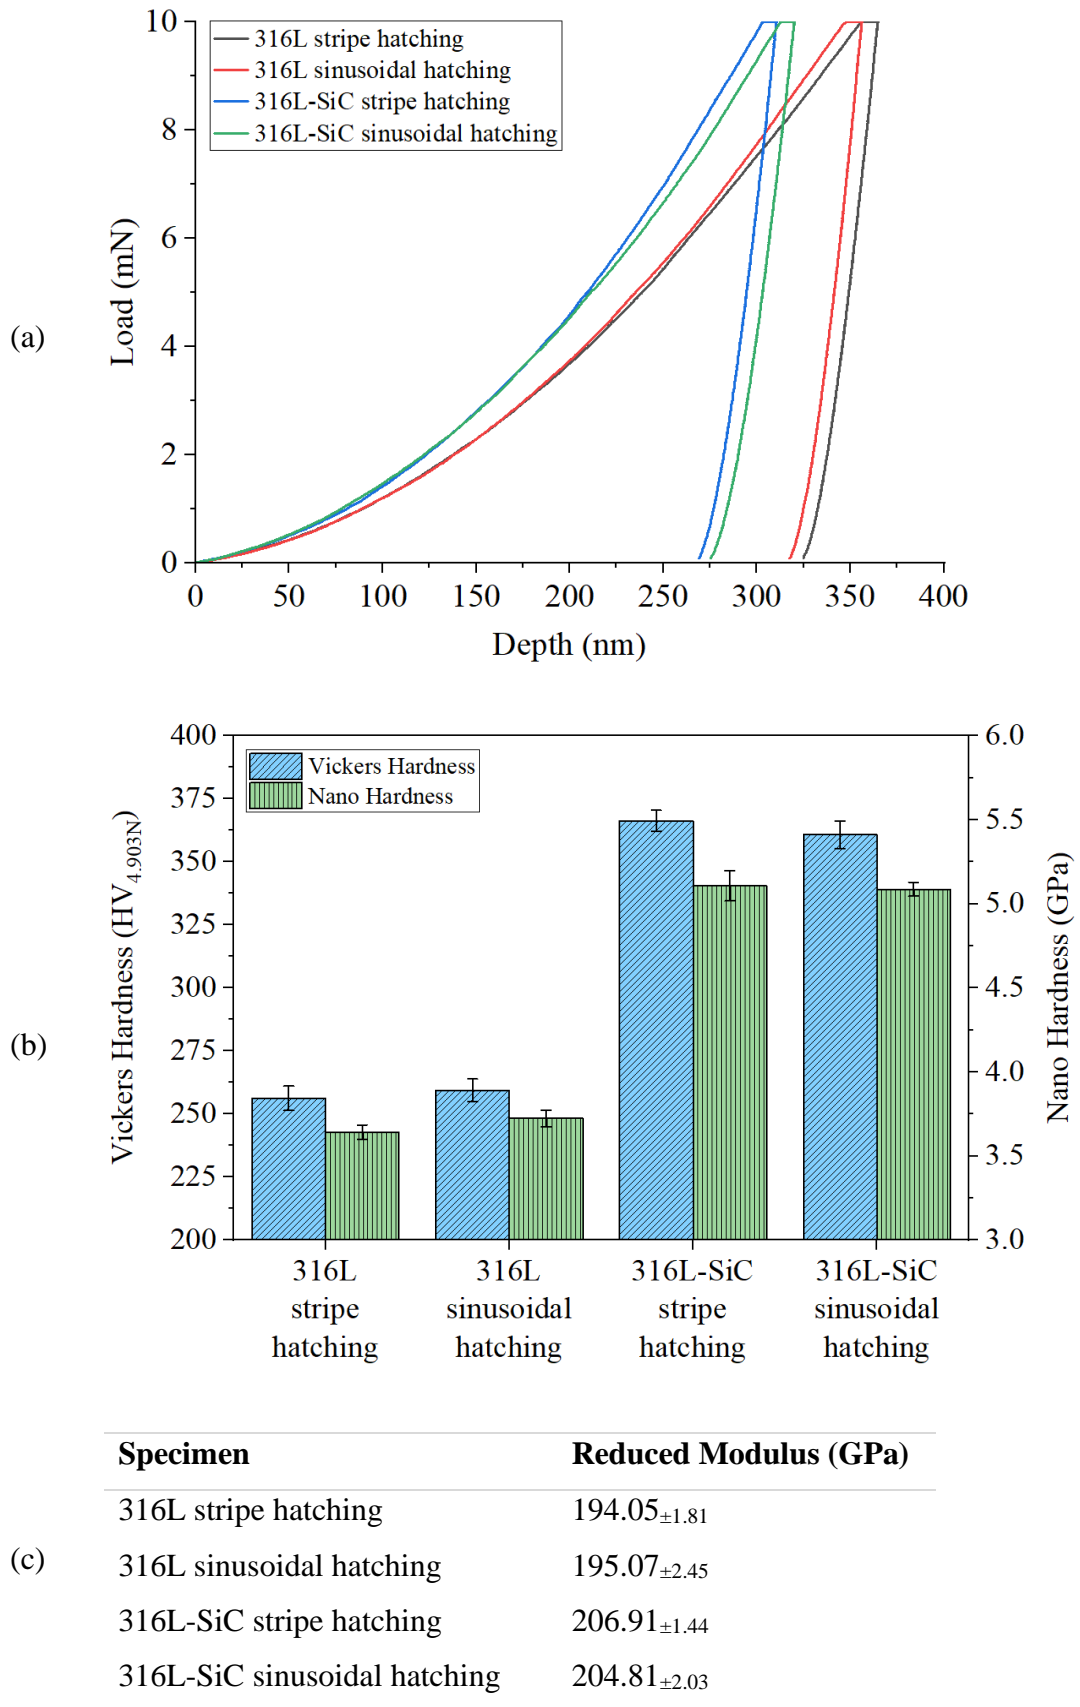 (a)
Load (mN)
10
8
6
4
2
0
316L stripe hatching
316L sinusoidal hatching
316L-SiC stripe hatching
316L-SiC sinusoidal hatching
0 50 100 150 200 250 300 350 400
Depth (nm)
(b)
Vickers Hardness (HV4.903N)
400
375
350
325
300
275
250
225
200
Vickers Hardness
Nano Hardness
6.0
5.5
5.0
4.5
4.0
3.5
3.0
Nano Hardness (GPa)
316L stripe hatching
316L sinusoidal hatching
316L-SiC stripe hatching
316L-SiC sinusoidal hatching
(c)
Specimen Reduced Modulus (GPa)
316L stripe hatching 194.05±1.81
316L sinusoidal hatching 195.07±2.45
316L-SiC stripe hatching 206.91±1.44
316L-SiC sinusoidal hatching 204.81±2.03